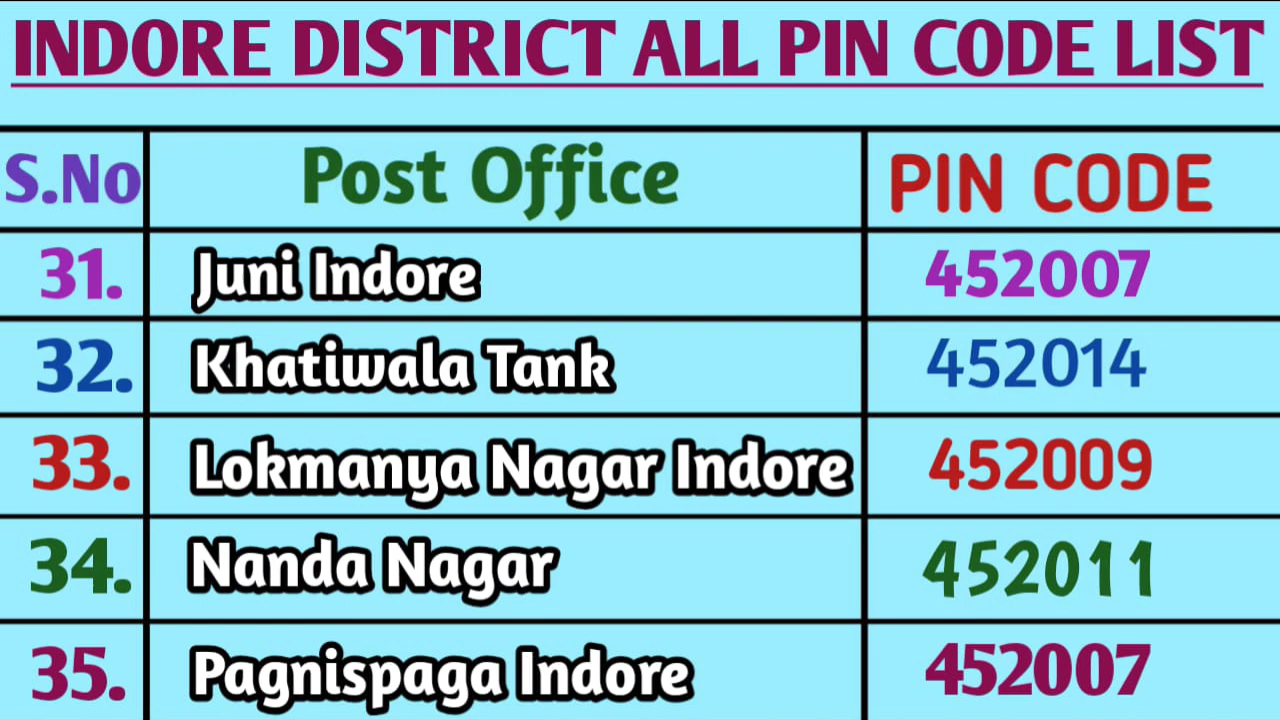 INDORE DISTRICT ALL PIN CODE LIST
S.No Post Office PIN CODE
31. Juni Indore 452007
32. Khatiwala Tank 452014
33. Lokmanya Nagar Indore 452009
34. Nanda Nagar 452011
35. Pagnispaga Indore 452007